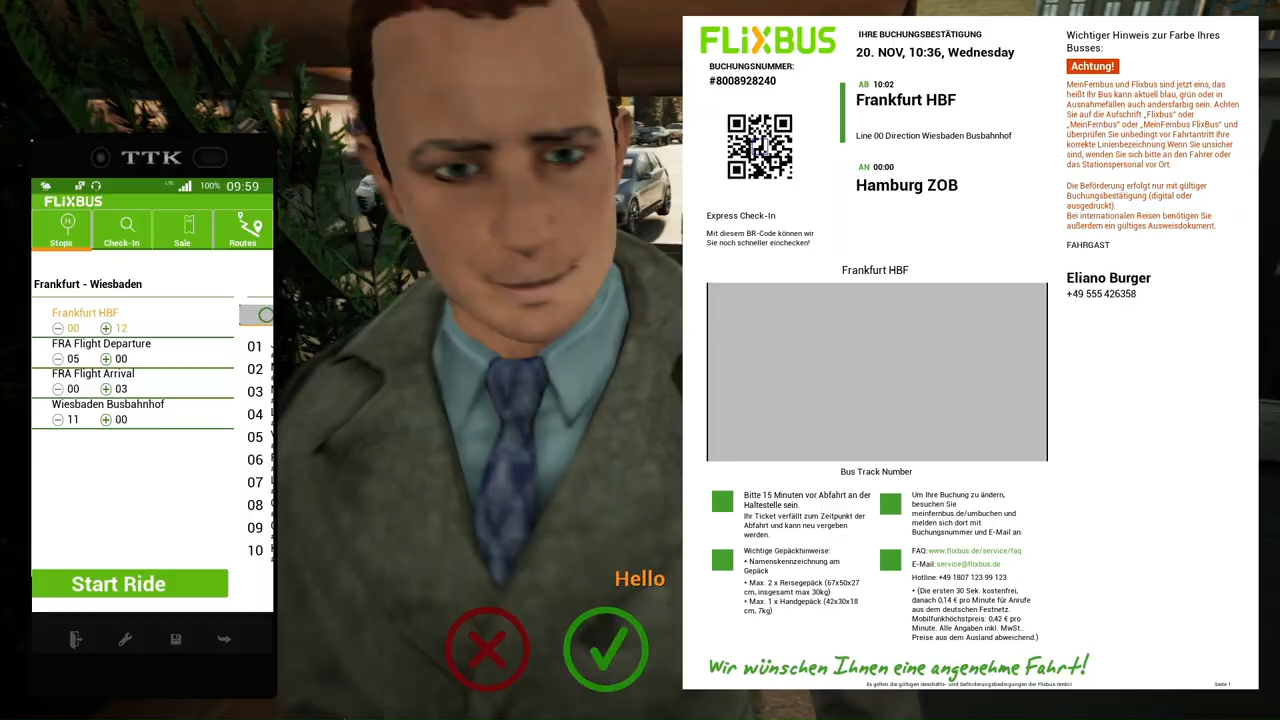 TTK
LTE
100%
09:59
FLiXBUS
Stops
Check-In
Sale
Routes
Frankfurt - Wiesbaden
Frankfurt HBF
00
12
FRA Flight Departure
05
00
FRA Flight Arrival
00
03
Wiesbaden Busbahnhof
11
00
01
02
03
04
05
06
07
08
09
10
Start Ride
Hello
FLiXBUS
BUCHUNGSNUMMER:
#8008928240
Express Check-In
Mit diesem BR-Code können wir
Sie noch schneller einchecken!
IHRE BUCHUNGSBESTÄTIGUNG
20. NOV, 10:36, Wednesday
AB 10:02
Frankfurt HBF
Line 00 Direction Wiesbaden Busbahnhof
AN 00:00
Hamburg ZOB
Wichtiger Hinweis zur Farbe Ihres
Busses:
Achtung!
MeinFernbus und Flixbus sind jetzt eins, das
heißt Ihr Bus kann aktuell blau, grün oder in
Ausnahmefällen auch andersfarbig sein. Achten
Sie auf die Aufschrift „Flixbus" oder
„MeinFernbus" oder „MeinFernbus FlixBus" und
überprüfen Sie unbedingt vor Fahrtantritt Ihre
korrekte Linienbezeichnung.Wenn Sie unsicher
sind, wenden Sie sich bitte an den Fahrer oder
das Stationspersonal vor Ort.
Die Beförderung erfolgt nur mit gültiger
Buchungsbestätigung (digital oder
ausgedruckt).
Bei internationalen Reisen benötigen Sie
außerdem ein gültiges Ausweisdokument.
FAHRGAST
Eliano Burger
+49 555 426358
Frankfurt HBF
Bus Track Number
Bitte 15 Minuten vor Abfahrt an der
Haltestelle sein.
Ihr Ticket verfällt zum Zeitpunkt der
Abfahrt und kann neu vergeben
werden.
Wichtige Gepäckhinweise:
• Namenskennzeichnung am
Gepäck
• Max. 2 x Reisegepäck (67x50x27
cm, insgesamt max 30kg)
• Max. 1 x Handgepäck (42x30x18
cm, 7kg)
Um Ihre Buchung zu ändern,
besuchen Sie
meinfernbus.de/umbuchen und
melden sich dort mit
Buchungsnummer und E-Mail an.
FAQ: www.flixbus.de/service/faq
E-Mail: service@flixbus.de
Hotline: +49 1807 123 99 123
• (Die ersten 30 Sek. kostenfrei,
danach 0,14 € pro Minute für Anrufe
aus dem deutschen Festnetz.
Mobilfunkhöchstpreis: 0,42 € pro
Minute. Alle Angaben inkl. MwSt..
Preise aus dem Ausland abweichend.)
Wir wünschen Ihnen eine angenehme Fahrt!
Es gelten die gültigen Geschäfts- und Beförderungsbedingungen der Flixbus GmbH
Seite 1